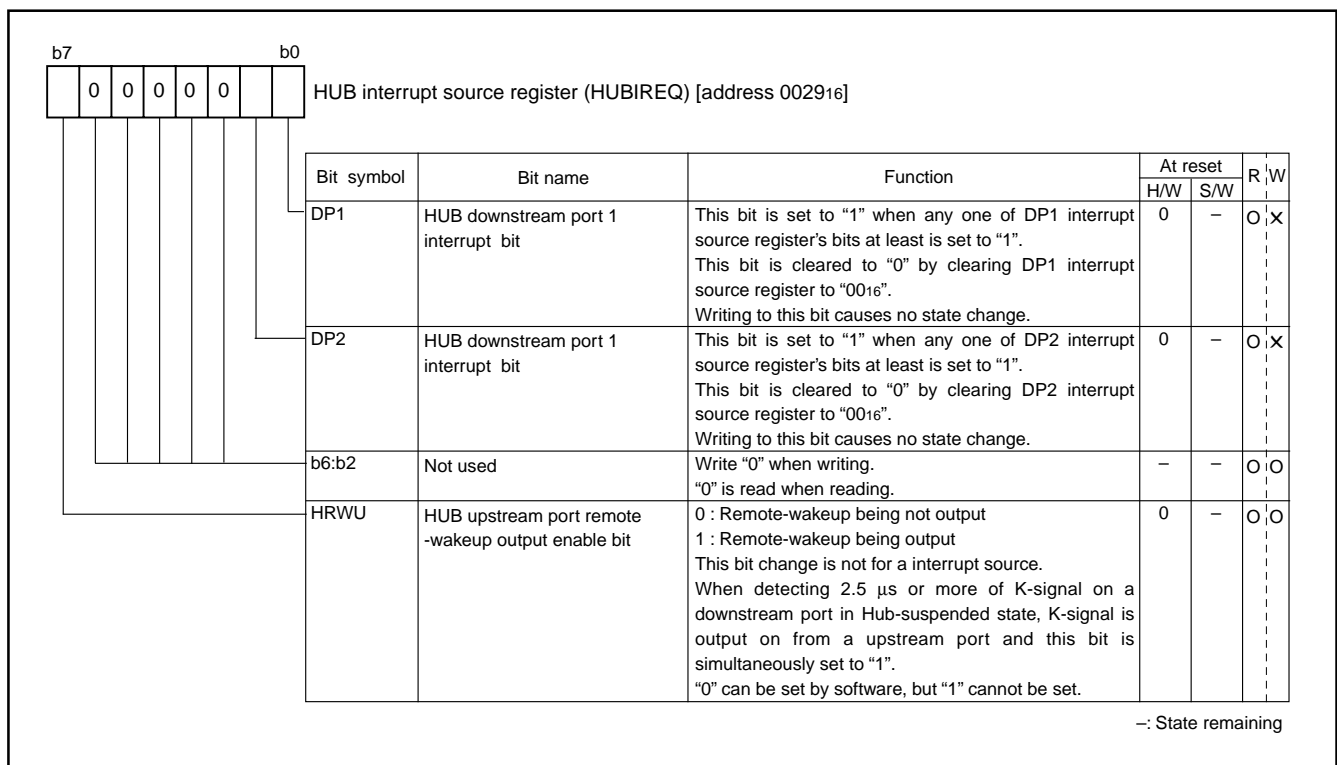 b7 b0
0 0 0 0 0
HUB interrupt source register (HUBIREQ) [address 002916]
Bit symbol Bit name Function At reset R W
H/W S/W
DP1 HUB downstream port 1 This bit is set to “1” when any one of DP1 interrupt 0 – O ×
interrupt bit source register’s bits at least is set to “1”.
This bit is cleared to “0” by clearing DP1 interrupt
source register to “0016”.
Writing to this bit causes no state change.
DP2 HUB downstream port 1 This bit is set to “1” when any one of DP2 interrupt 0 – O ×
interrupt bit source register’s bits at least is set to “1”.
This bit is cleared to “0” by clearing DP2 interrupt
source register to “0016”.
Writing to this bit causes no state change.
b6:b2 Not used Write “0” when writing. – – O O
“0” is read when reading.
HRWU HUB upstream port remote 0 : Remote-wakeup being not output 0 – O O
-wakeup output enable bit 1 : Remote-wakeup being output
This bit change is not for a interrupt source.
When detecting 2.5 μs or more of K-signal on a
downstream port in Hub-suspended state, K-signal is
output on from a upstream port and this bit is
simultaneously set to “1”.
“0” can be set by software, but “1” cannot be set.
–: State remaining